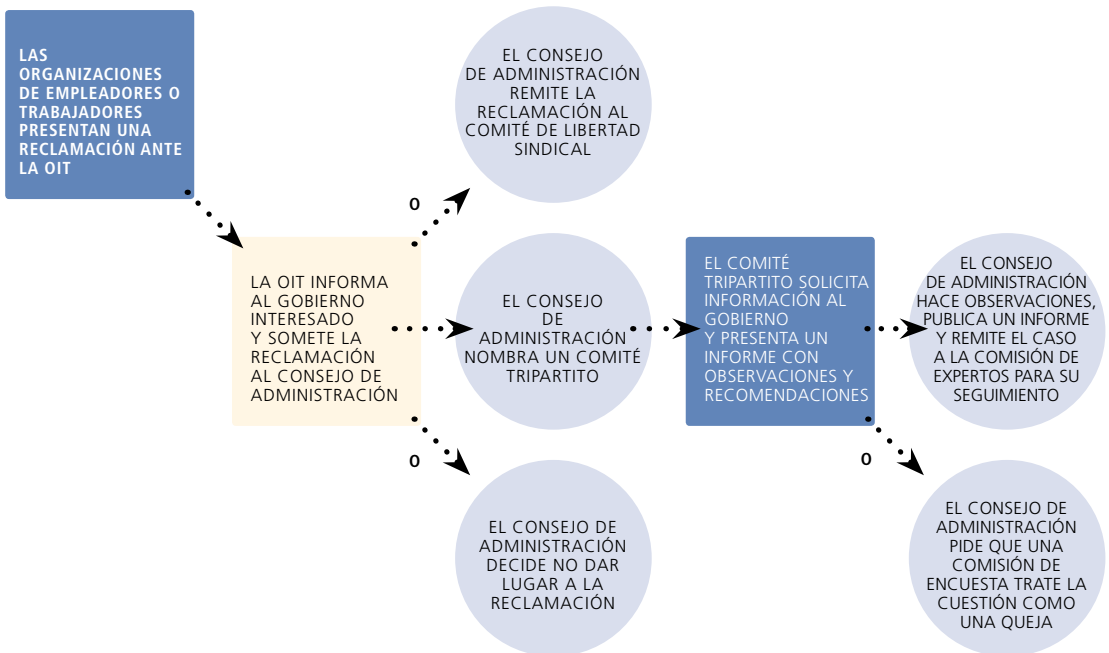 LAS
ORGANIZACIONES
DE EMPLEADORES O
TRABAJADORES
PRESENTAN UNA
RECLAMACIÓN ANTE
LA OIT
LA OIT INFORMA
AL GOBIERNO
INTERESADO
Y SOMETE LA
RECLAMACIÓN
AL CONSEJO DE
ADMINISTRACIÓN
O
EL CONSEJO
DE ADMINISTRACIÓN
REMITE LA
RECLAMACIÓN AL
COMITÉ DE LIBERTAD
SINDICAL
EL CONSEJO
DE
ADMINISTRACIÓN
NOMBRA UN COMITÉ
TRIPARTITO
O
EL CONSEJO DE
ADMINISTRACIÓN
DECIDE NO DAR
LUGAR A LA
RECLAMACIÓN
EL COMITÉ
TRIPARTITO SOLICITA
INFORMACIÓN AL
GOBIERNO
Y PRESENTA UN
INFORME CON
OBSERVACIONES Y
RECOMENDACIONES
EL CONSEJO
DE ADMINISTRACIÓN
HACE OBSERVACIONES,
PUBLICA UN INFORME
Y REMITE EL CASO
A LA COMISIÓN DE
EXPERTOS PARA SU
SEGUIMIENTO
O
EL CONSEJO DE
ADMINISTRACIÓN
PIDE QUE UNA
COMISIÓN DE
ENCUESTA TRATE LA
CUESTIÓN COMO
UNA QUEJA